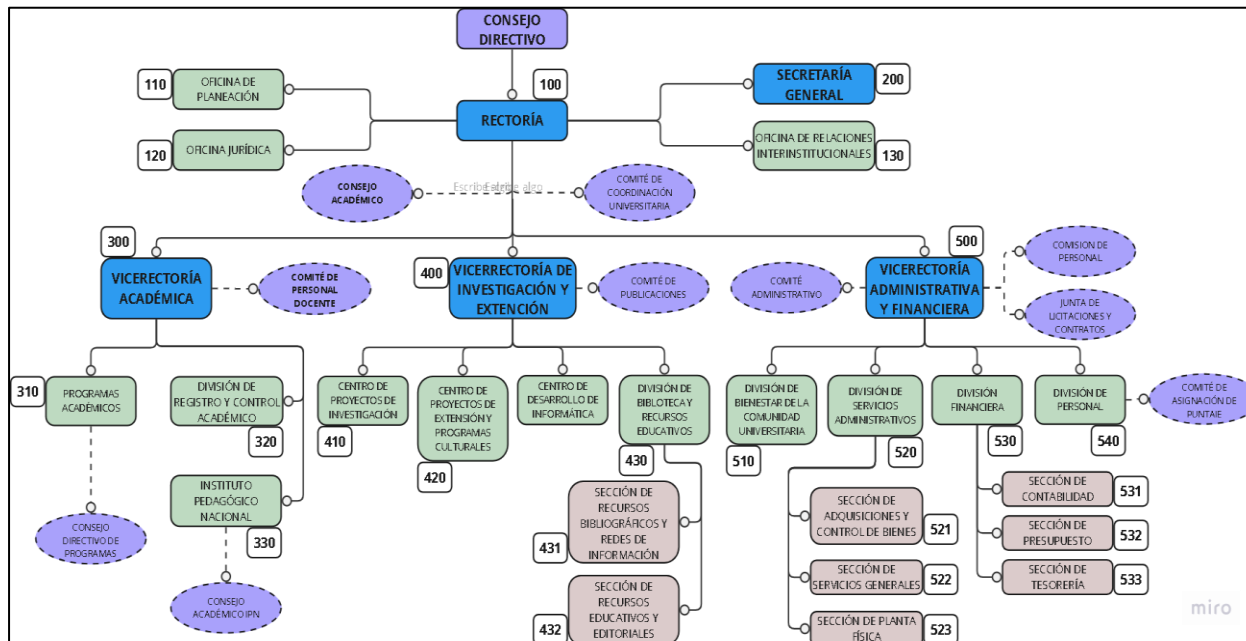 CONSEJO
DIRECTIVO
110
OFICINA DE
PLANEACIÓN
100
RECTORÍA
SECRETARÍA
GENERAL
200
120
OFICINA JURÍDICA
OFICINA DE RELACIONES
INTERINSTITUCIONALES
130
CONSEJO
ACADÉMICO
COMITÉ DE
COORDINACIÓN
UNIVERSITARIA
300
VICERECTORÍA
ACADÉMICA
COMITÉ DE
PERSONAL
DOCENTE
400
VICERRECTORÍA DE
INVESTIGACIÓN Y
EXTENCIÓN
COMITÉ DE
PUBLICACIONES
COMITÉ
ADMINISTRATIVO
500
VICERECTORÍA
ADMINISTRATIVA
Y FINANCIERA
COMISION DE
PERSONAL
JUNTA DE
LICITACIONES Y
CONTRATOS
310
PROGRAMAS
ACADÉMICOS
DIVISIÓN DE
REGISTRO Y CONTROL
ACADÉMICO
320
INSTITUTO
PEDAGÓGICO
NACIONAL
330
CONSEJO
DIRECTIVO DE
PROGRAMAS
CONSEJO
ACADÉMICO IPN
CENTRO DE
PROYECTOS DE
INVESTIGACIÓN
410
CENTRO DE
PROYECTOS DE
EXTENSIÓN Y
PROGRAMAS
CULTURALES
420
CENTRO DE
DESARROLLO DE
INFORMÁTICA
DIVISIÓN DE
BIBLOTECA Y
RECURSOS
EDUCATIVOS
430
SECCIÓN DE
RECURSOS
BIBLIOGRÁFICOS Y
REDES DE
INFORMACIÓN
431
SECCIÓN DE
RECURSOS
EDUCATIVOS Y
EDITORIALES
432
DIVISIÓN DE
BIENESTAR DE LA
COMUNIDAD
UNIVERSITARIA
510
DIVISIÓN DE
SERVICIOS
ADMINISTRATIVOS
520
SECCIÓN DE
ADQUISICIONES Y
CONTROL DE BIENES
521
SECCIÓN DE
SERVICIOS GENERALES
522
SECCIÓN DE PLANTA
FÍSICA
523
DIVISIÓN
FINANCIERA
530
SECCIÓN DE
CONTABILIDAD
531
SECCIÓN DE
PRESUPUESTO
532
SECCIÓN DE
TESORERÍA
533
DIVISIÓN DE
PERSONAL
540
COMITÉ DE
ASIGNACIÓN DE
PUNTAJE
miro